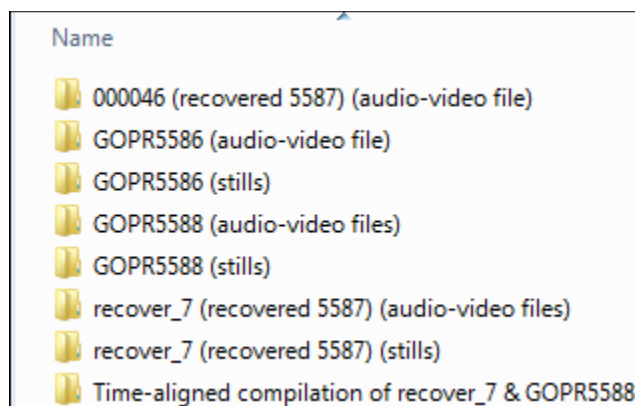 Name
000046 (recovered 5587) (audio-video file)
GOPR5586 (audio-video file)
GOPR5586 (stills)
GOPR5588 (audio-video files)
GOPR5588 (stills)
recover_7 (recovered 5587) (audio-video files)
recover_7 (recovered 5587) (stills)
Time-aligned compilation of recover_7 & GOPR5588